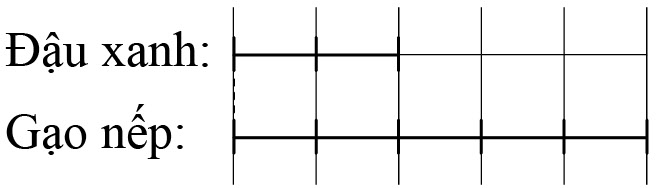 Đậu xanh:
Gạo nếp: